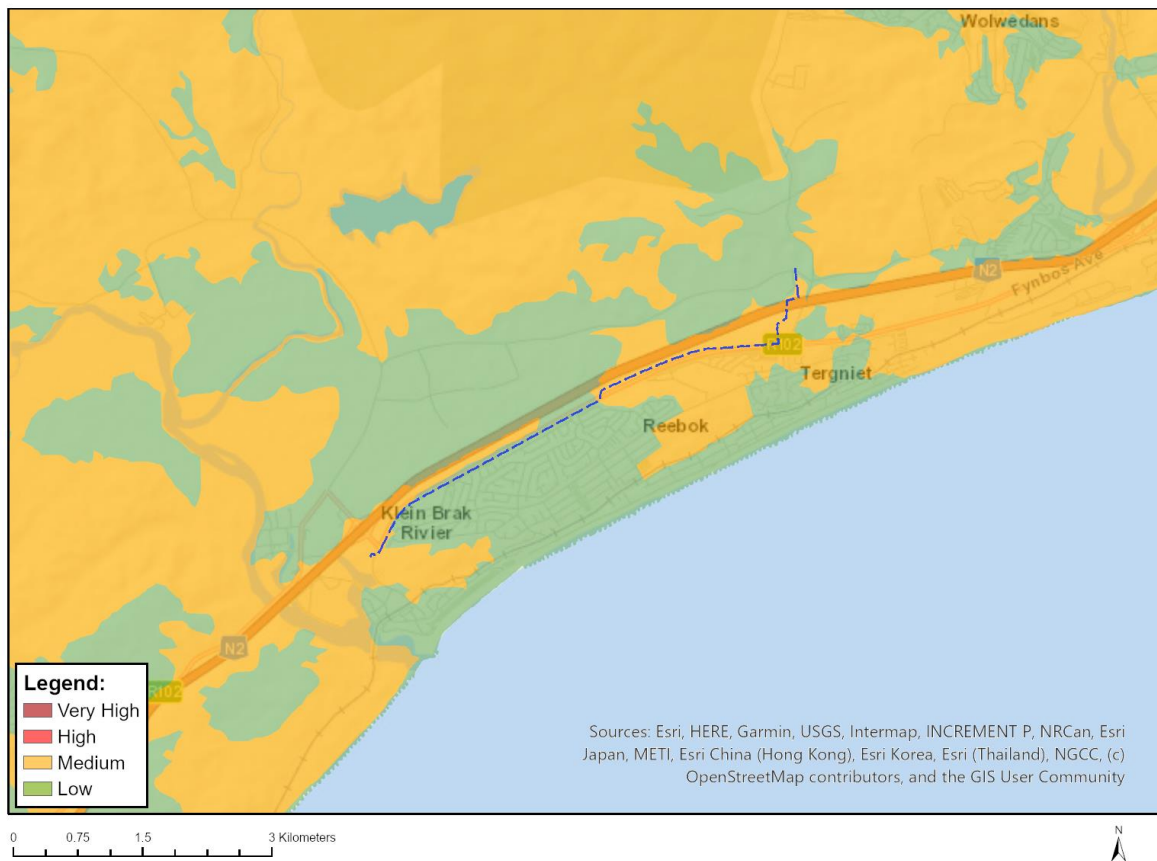 Wolwedans
N2
Fynbos Ave
R102
Tergniet
Reebok
Klein Brak
Rivier
N2
R102
Legend:
Very High
High
Medium
Low
Sources: Esri, HERE, Garmin, USGS, Intermap, INCREMENT P, NRCan, Esri
Japan, METI, Esri China (Hong Kong), Esri Korea, Esri (Thailand), NGCC, (c)
OpenStreetMap contributors, and the GIS User Community
0 0.75 1.5 3 Kilometers
N